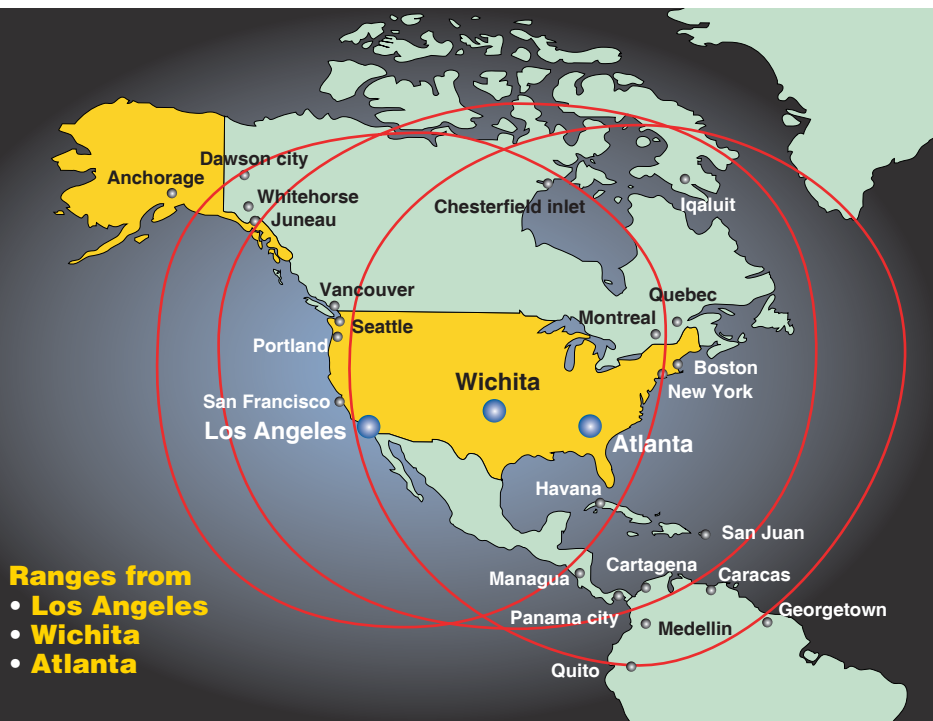 Dawson city
Anchorage
Whitehorse
Juneau
Chesterfield inlet
Iqaluit
Vancouver
Quebec
Seattle
Montreal
Portland
Boston
Wichita
New York
San Francisco
Los Angeles
Atlanta
Havana
San Juan
Cartagena
Managua
Caracas
Panama city
Georgetown
Medellin
Quito
Ranges from
• Los Angeles
• Wichita
• Atlanta